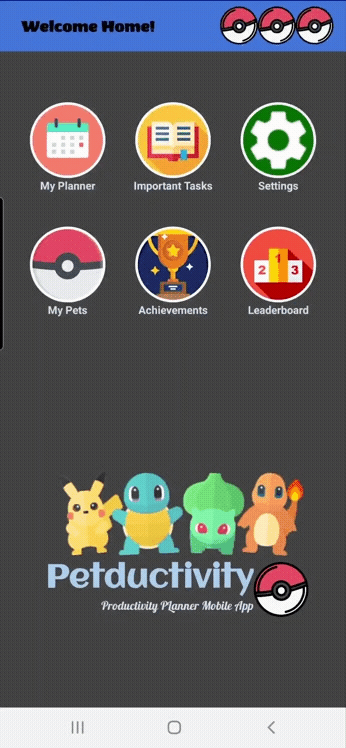 Welcome Home!
My Planner Important Tasks Settings
My Pets Achievements Leaderboard
2 1 3
Petductivity
Productivity Planner Mobile App